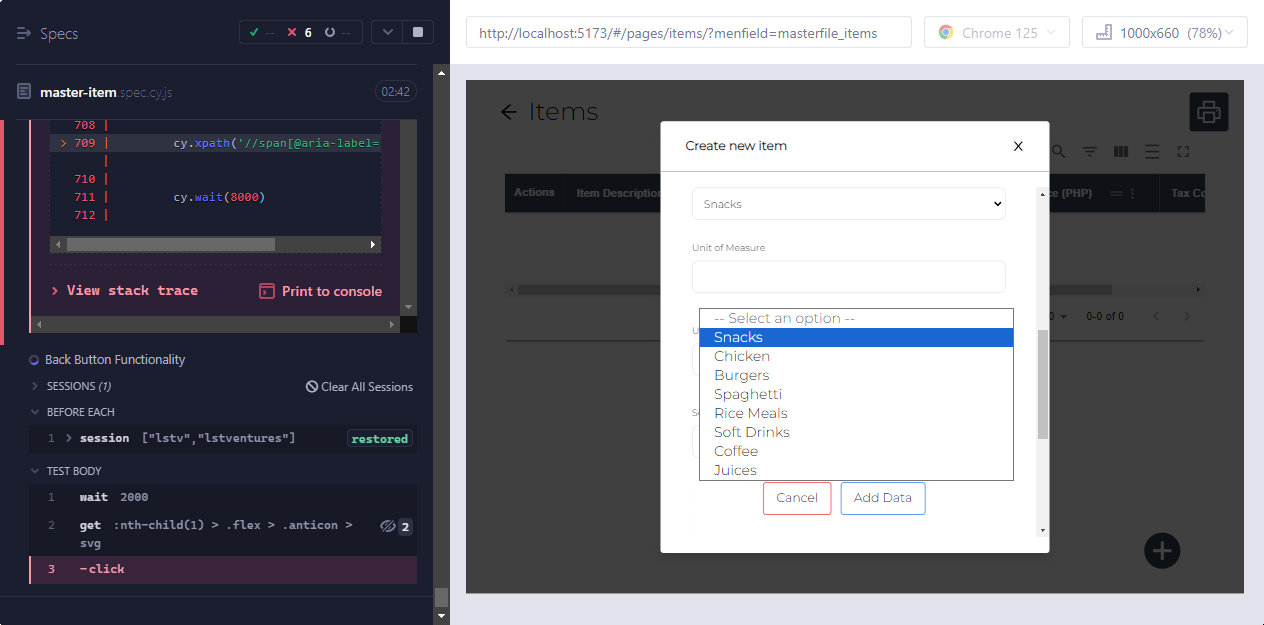 Specs
-- 6 --
http://localhost:5173/#/pages/items/?menfield=masterfile_items
Chrome 125
1000x660 (78%)
master-item.spec.cy.js
02:42
708 |
> 709 | cy.xpath('//span[@aria-label=
|
710 |
711 | cy.wait(8000)
712 |
View stack trace
Print to console
Back Button Functionality
SESSIONS (1)
Clear All Sessions
BEFORE EACH
1 session ["lstv","lstventures"] restored
TEST BODY
1 wait 2000
2 get :nth-child(1) > .flex > .anticon > svg 2
3 -click
Items
Actions
Item Description
ce (PHP)
Tax Co
0-0 of 0
Create new item
X
Snacks
Unit of Measure
-- Select an option --
Snacks
Chicken
Burgers
Spaghetti
Rice Meals
Soft Drinks
Coffee
Juices
Cancel
Add Data